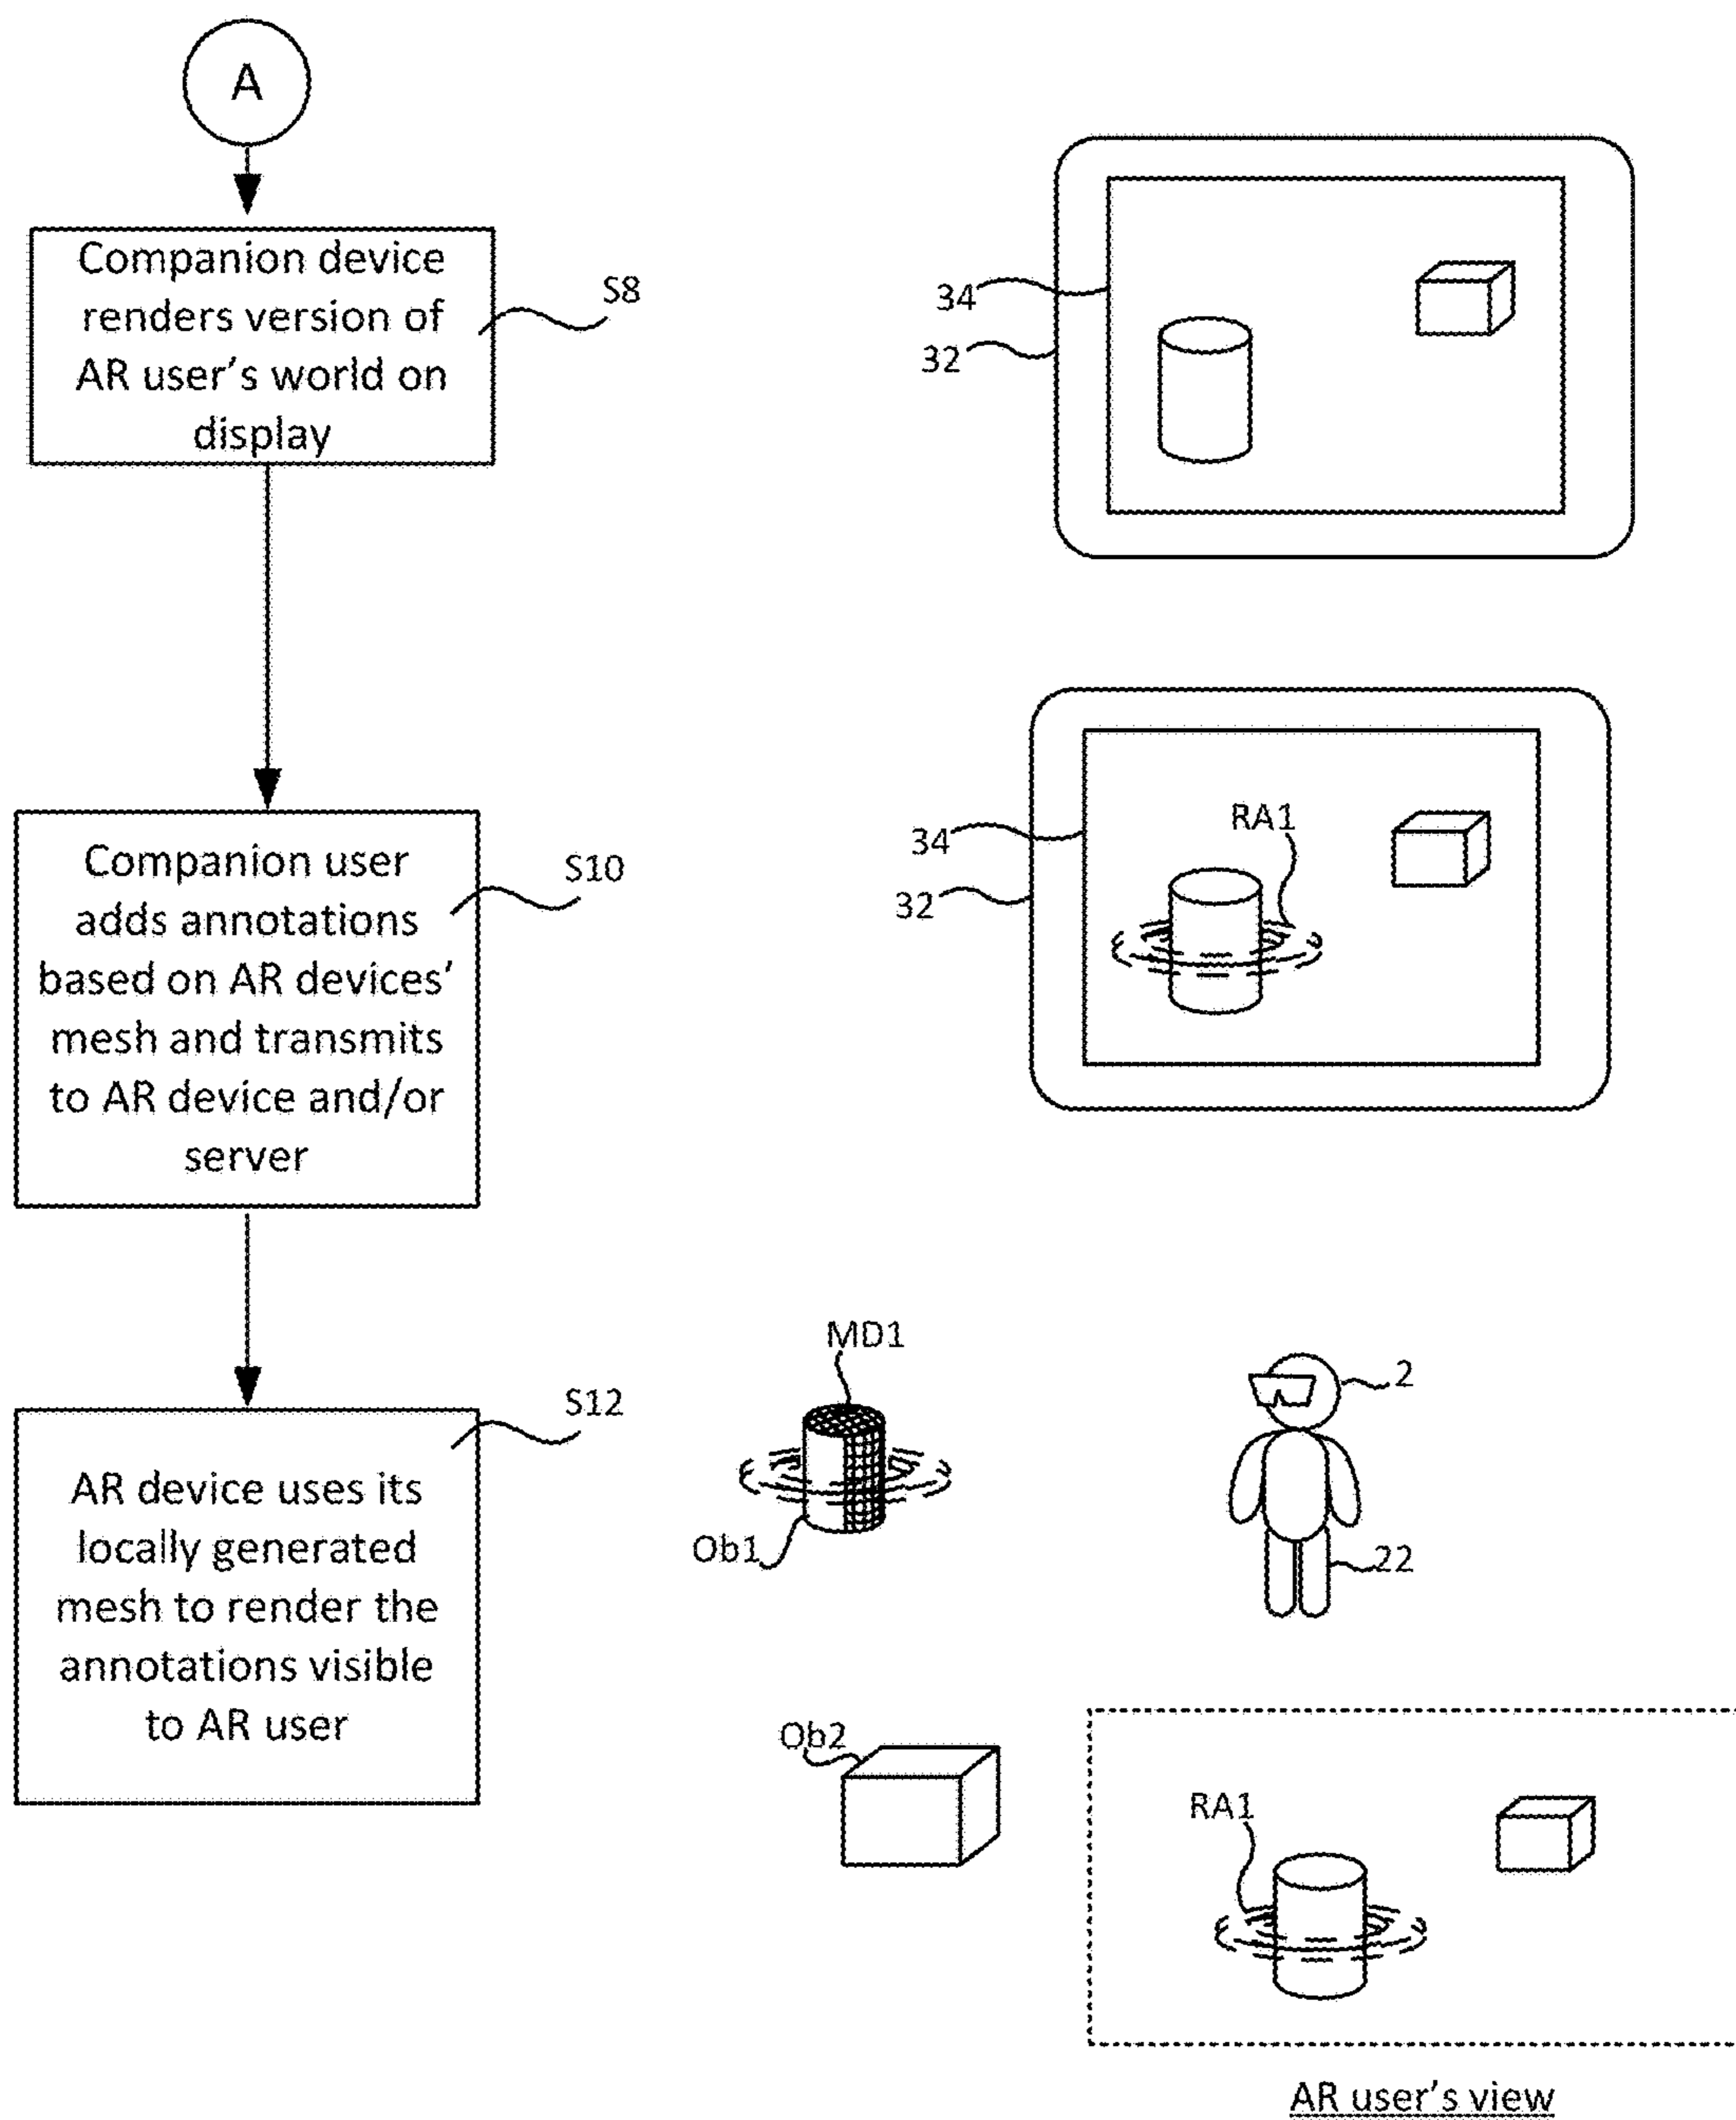 A
Companion device
renders version of
AR user's world on
display
S8
34
32
Companion user
adds annotations
based on AR devices'
mesh and transmits
to AR device and/or
server
S10
34
32
RA1
AR device uses its
locally generated
mesh to render the
annotations visible
to AR user
S12
MD1
Ob1
2
22
Ob2
RA1
AR user's view